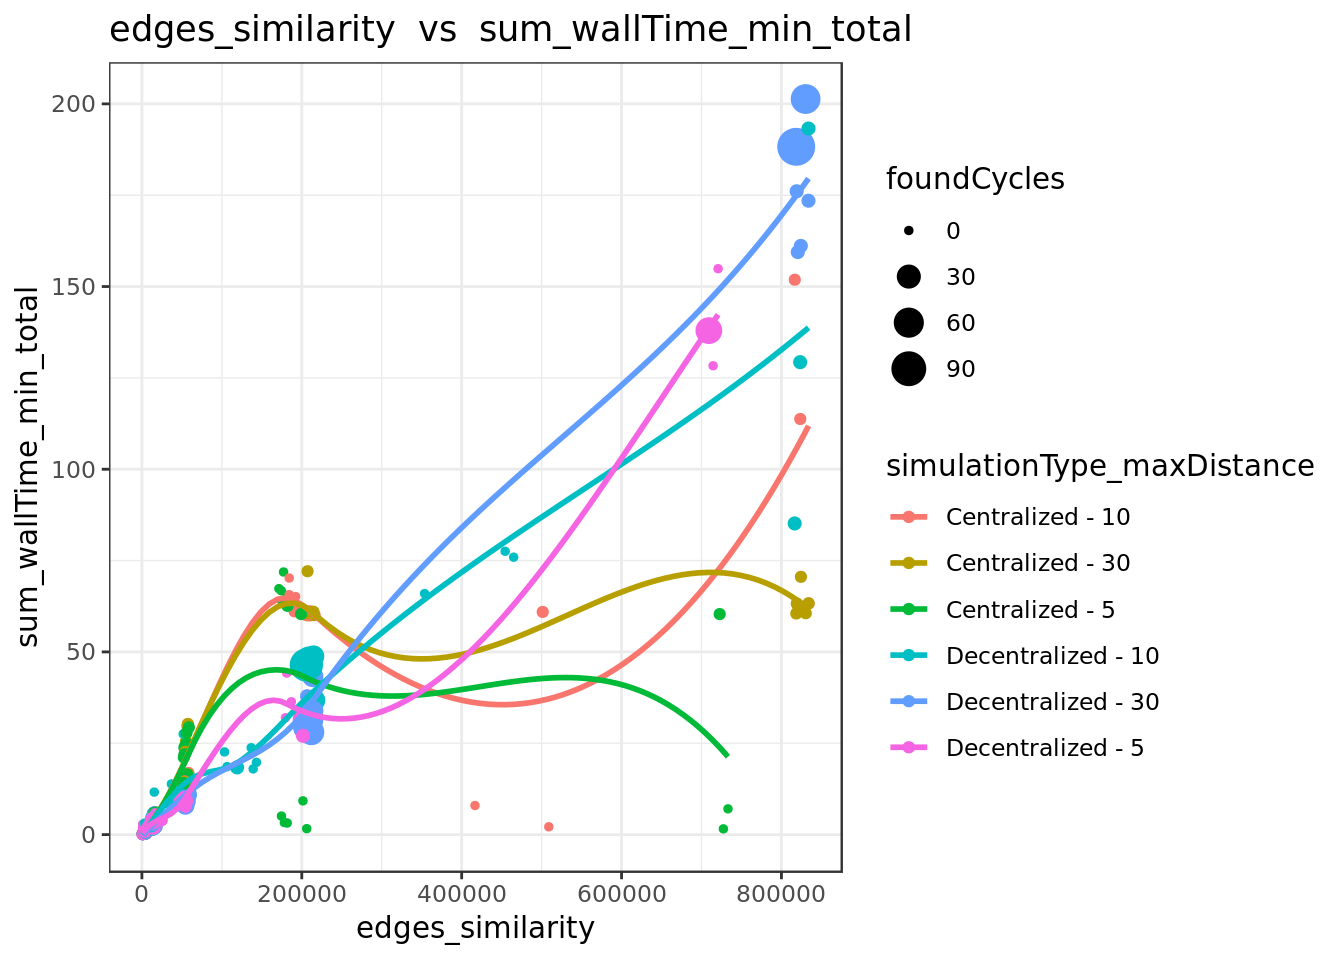 edges_similarity vs sum_wallTime_min_total
sum_wallTime_min_total
200
150
100
50
0
0
200000
400000
600000
800000
edges_similarity
foundCycles
0
30
60
90
simulationType_maxDistance
Centralized - 10
Centralized - 30
Centralized - 5
Decentralized - 10
Decentralized - 30
Decentralized - 5